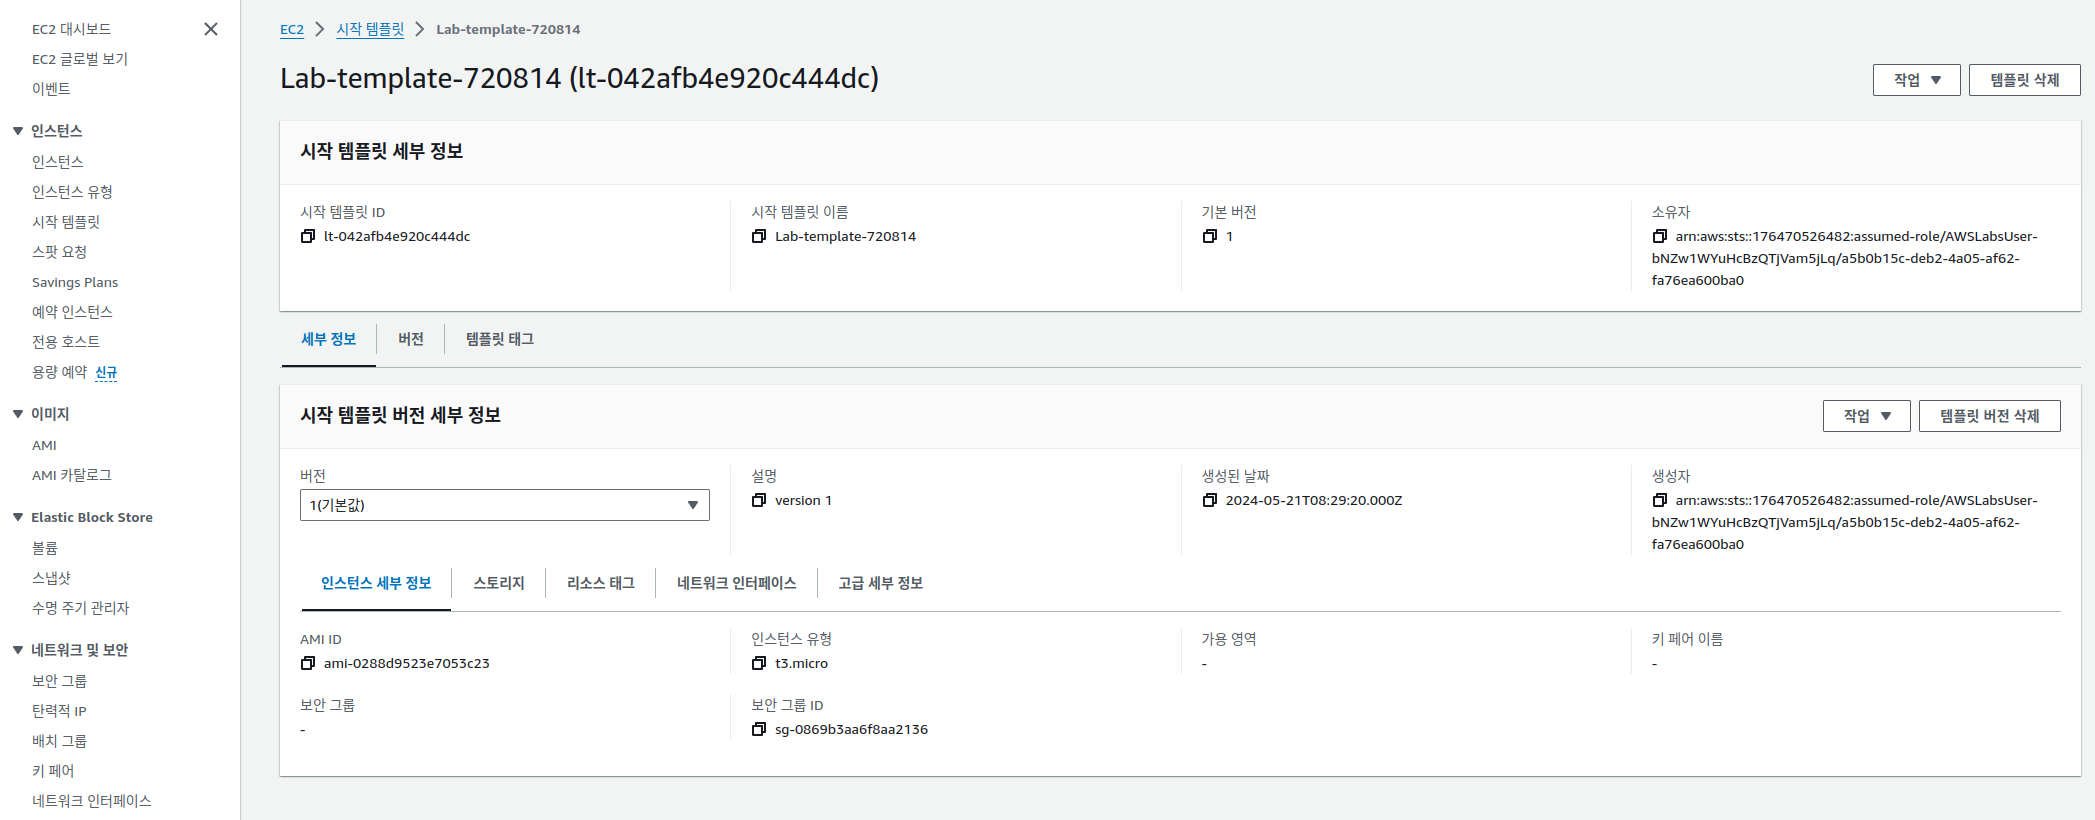 EC2 대시보드
EC2 글로벌 보기
이벤트
인스턴스
인스턴스
인스턴스 유형
시작 템플릿
스팟 요청
Savings Plans
예약 인스턴스
전용 호스트
용량 예약 신규
이미지
AMI
AMI 카탈로그
Elastic Block Store
볼륨
스냅샷
수명 주기 관리자
네트워크 및 보안
보안 그룹
탄력적 IP
배치 그룹
키 페어
네트워크 인터페이스
EC2 시작 템플릿 Lab-template-720814
Lab-template-720814 (lt-042afb4e920c444dc)
작업 템플릿 삭제
시작 템플릿 세부 정보
시작 템플릿 ID
lt-042afb4e920c444dc
시작 템플릿 이름
Lab-template-720814
기본 버전
1
소유자
arn:aws:sts::176470526482:assumed-role/AWSLabsUser-
bNZw1WYuHcBzQTjVam5jLq/a5b0b15c-deb2-4a05-af62-
fa76ea600ba0
세부 정보 버전 템플릿 태그
시작 템플릿 버전 세부 정보
작업 템플릿 버전 삭제
버전
1(기본값)
설명
version 1
생성된 날짜
2024-05-21T08:29:20.000Z
생성자
arn:aws:sts::176470526482:assumed-role/AWSLabsUser-
bNZw1WYuHcBzQTjVam5jLq/a5b0b15c-deb2-4a05-af62-
fa76ea600ba0
인스턴스 세부 정보 스토리지 리소스 태그 네트워크 인터페이스 고급 세부 정보
AMI ID
ami-0288d9523e7053c23
인스턴스 유형
t3.micro
가용 영역
-
키 페어 이름
-
보안 그룹
-
보안 그룹 ID
sg-0869b3aa6f8aa2136